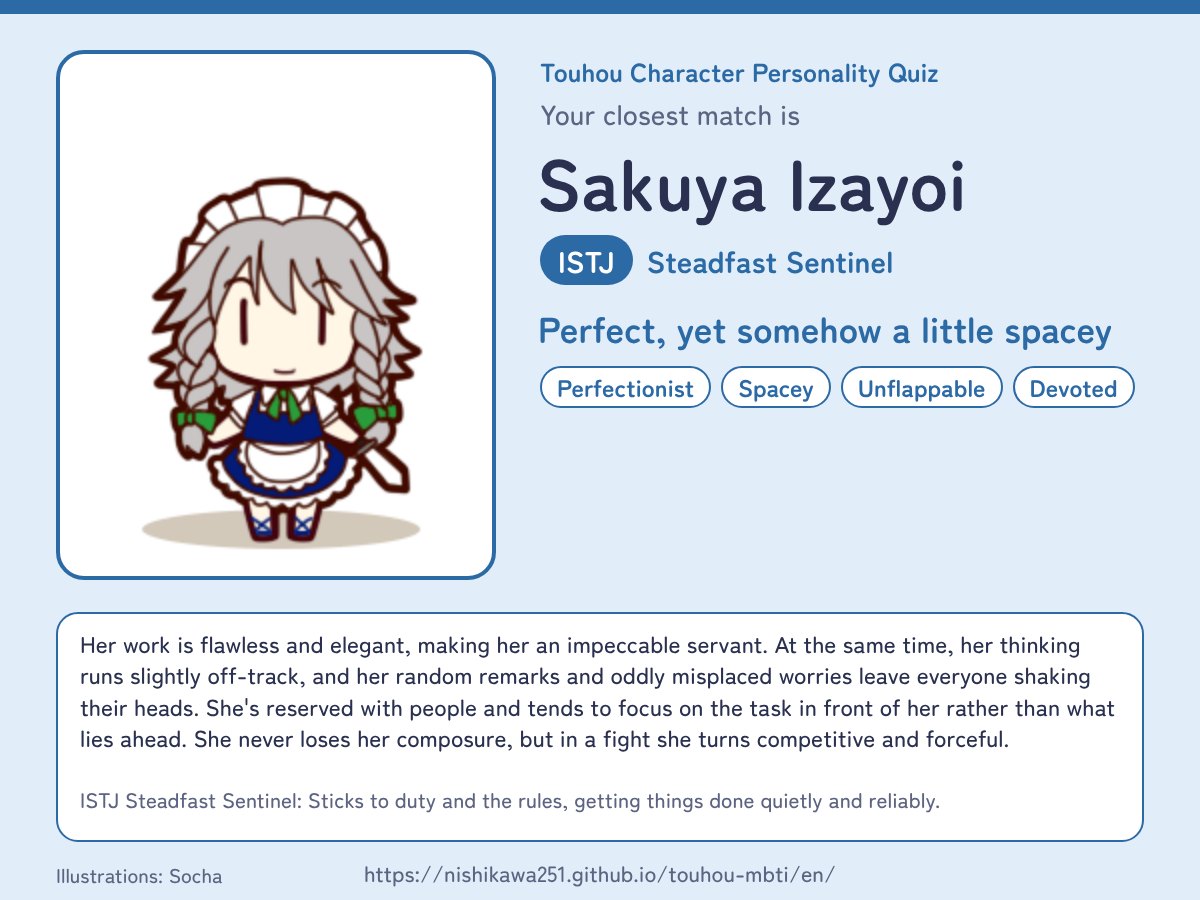 Touhou Character Personality Quiz
Your closest match is
Sakuya Izayoi
ISTJ Steadfast Sentinel
Perfect, yet somehow a little spacey
Perfectionist Spacey Unflappable Devoted
Her work is flawless and elegant, making her an impeccable servant. At the same time, her thinking
runs slightly off-track, and her random remarks and oddly misplaced worries leave everyone shaking
their heads. She's reserved with people and tends to focus on the task in front of her rather than what
lies ahead. She never loses her composure, but in a fight she turns competitive and forceful.
ISTJ Steadfast Sentinel: Sticks to duty and the rules, getting things done quietly and reliably.
Illustrations: Socha https://nishikawa251.github.io/touhou-mbti/en/